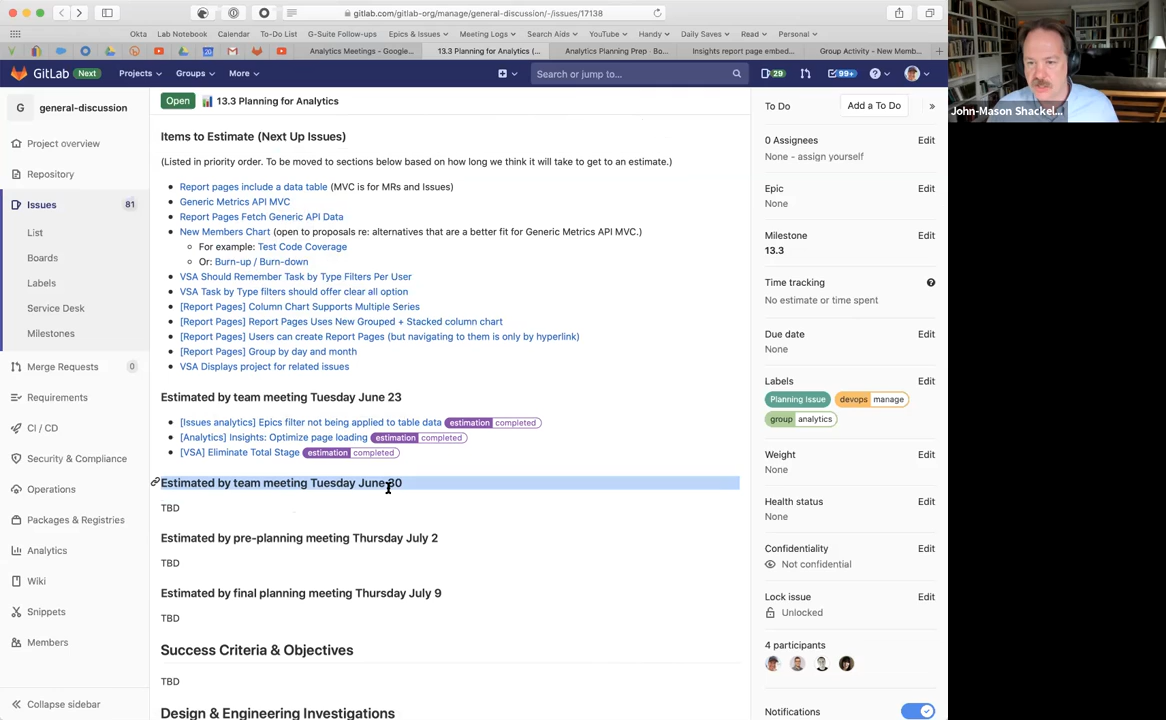 gitlab.com/gitlab-org/manage/general-discussion/-/issues/17138
Okta Lab Notebook Calendar To-Do List G-Suite Follow-ups Epics & Issues Meeting Logs Search Aids YouTube Handy Daily Saves Read Personal
Analytics Meetings - Google... 13.3 Planning for Analytics (... Analytics Planning Prep - Bo... Insights report page embed... Group Activity - New Memb...
GitLab Next Projects Groups More Search or jump to... 29 99+
John-Mason Shackel...
G general-discussion
Project overview
Repository
Issues 81
List
Boards
Labels
Service Desk
Milestones
Merge Requests 0
Requirements
CI / CD
Security & Compliance
Operations
Packages & Registries
Analytics
Wiki
Snippets
Members
Collapse sidebar
Open 13.3 Planning for Analytics
Items to Estimate (Next Up Issues)
(Listed in priority order. To be moved to sections below based on how long we think it will take to get to an estimate.)
Report pages include a data table (MVC is for MRs and Issues)
Generic Metrics API MVC
Report Pages Fetch Generic API Data
New Members Chart (open to proposals re: alternatives that are a better fit for Generic Metrics API MVC.)
For example: Test Code Coverage
Or: Burn-up / Burn-down
VSA Should Remember Task by Type Filters Per User
VSA Task by Type filters should offer clear all option
[Report Pages] Column Chart Supports Multiple Series
[Report Pages] Report Pages Uses New Grouped + Stacked column chart
[Report Pages] Users can create Report Pages (but navigating to them is only by hyperlink)
[Report Pages] Group by day and month
VSA Displays project for related issues
Estimated by team meeting Tuesday June 23
[Issues analytics] Epics filter not being applied to table data estimation completed
[Analytics] Insights: Optimize page loading estimation completed
[VSA] Eliminate Total Stage estimation completed
Estimated by team meeting Tuesday June 30
TBD
Estimated by pre-planning meeting Thursday July 2
TBD
Estimated by final planning meeting Thursday July 9
TBD
Success Criteria & Objectives
TBD
Design & Engineering Investigations
To Do Add a To Do »
0 Assignees Edit
None - assign yourself
Epic Edit
None
Milestone Edit
13.3
Time tracking
No estimate or time spent
Due date Edit
None
Labels Edit
Planning Issue devops manage
group analytics
Weight Edit
None
Health status Edit
None
Confidentiality Edit
Not confidential
Lock issue Edit
Unlocked
4 participants
Notifications